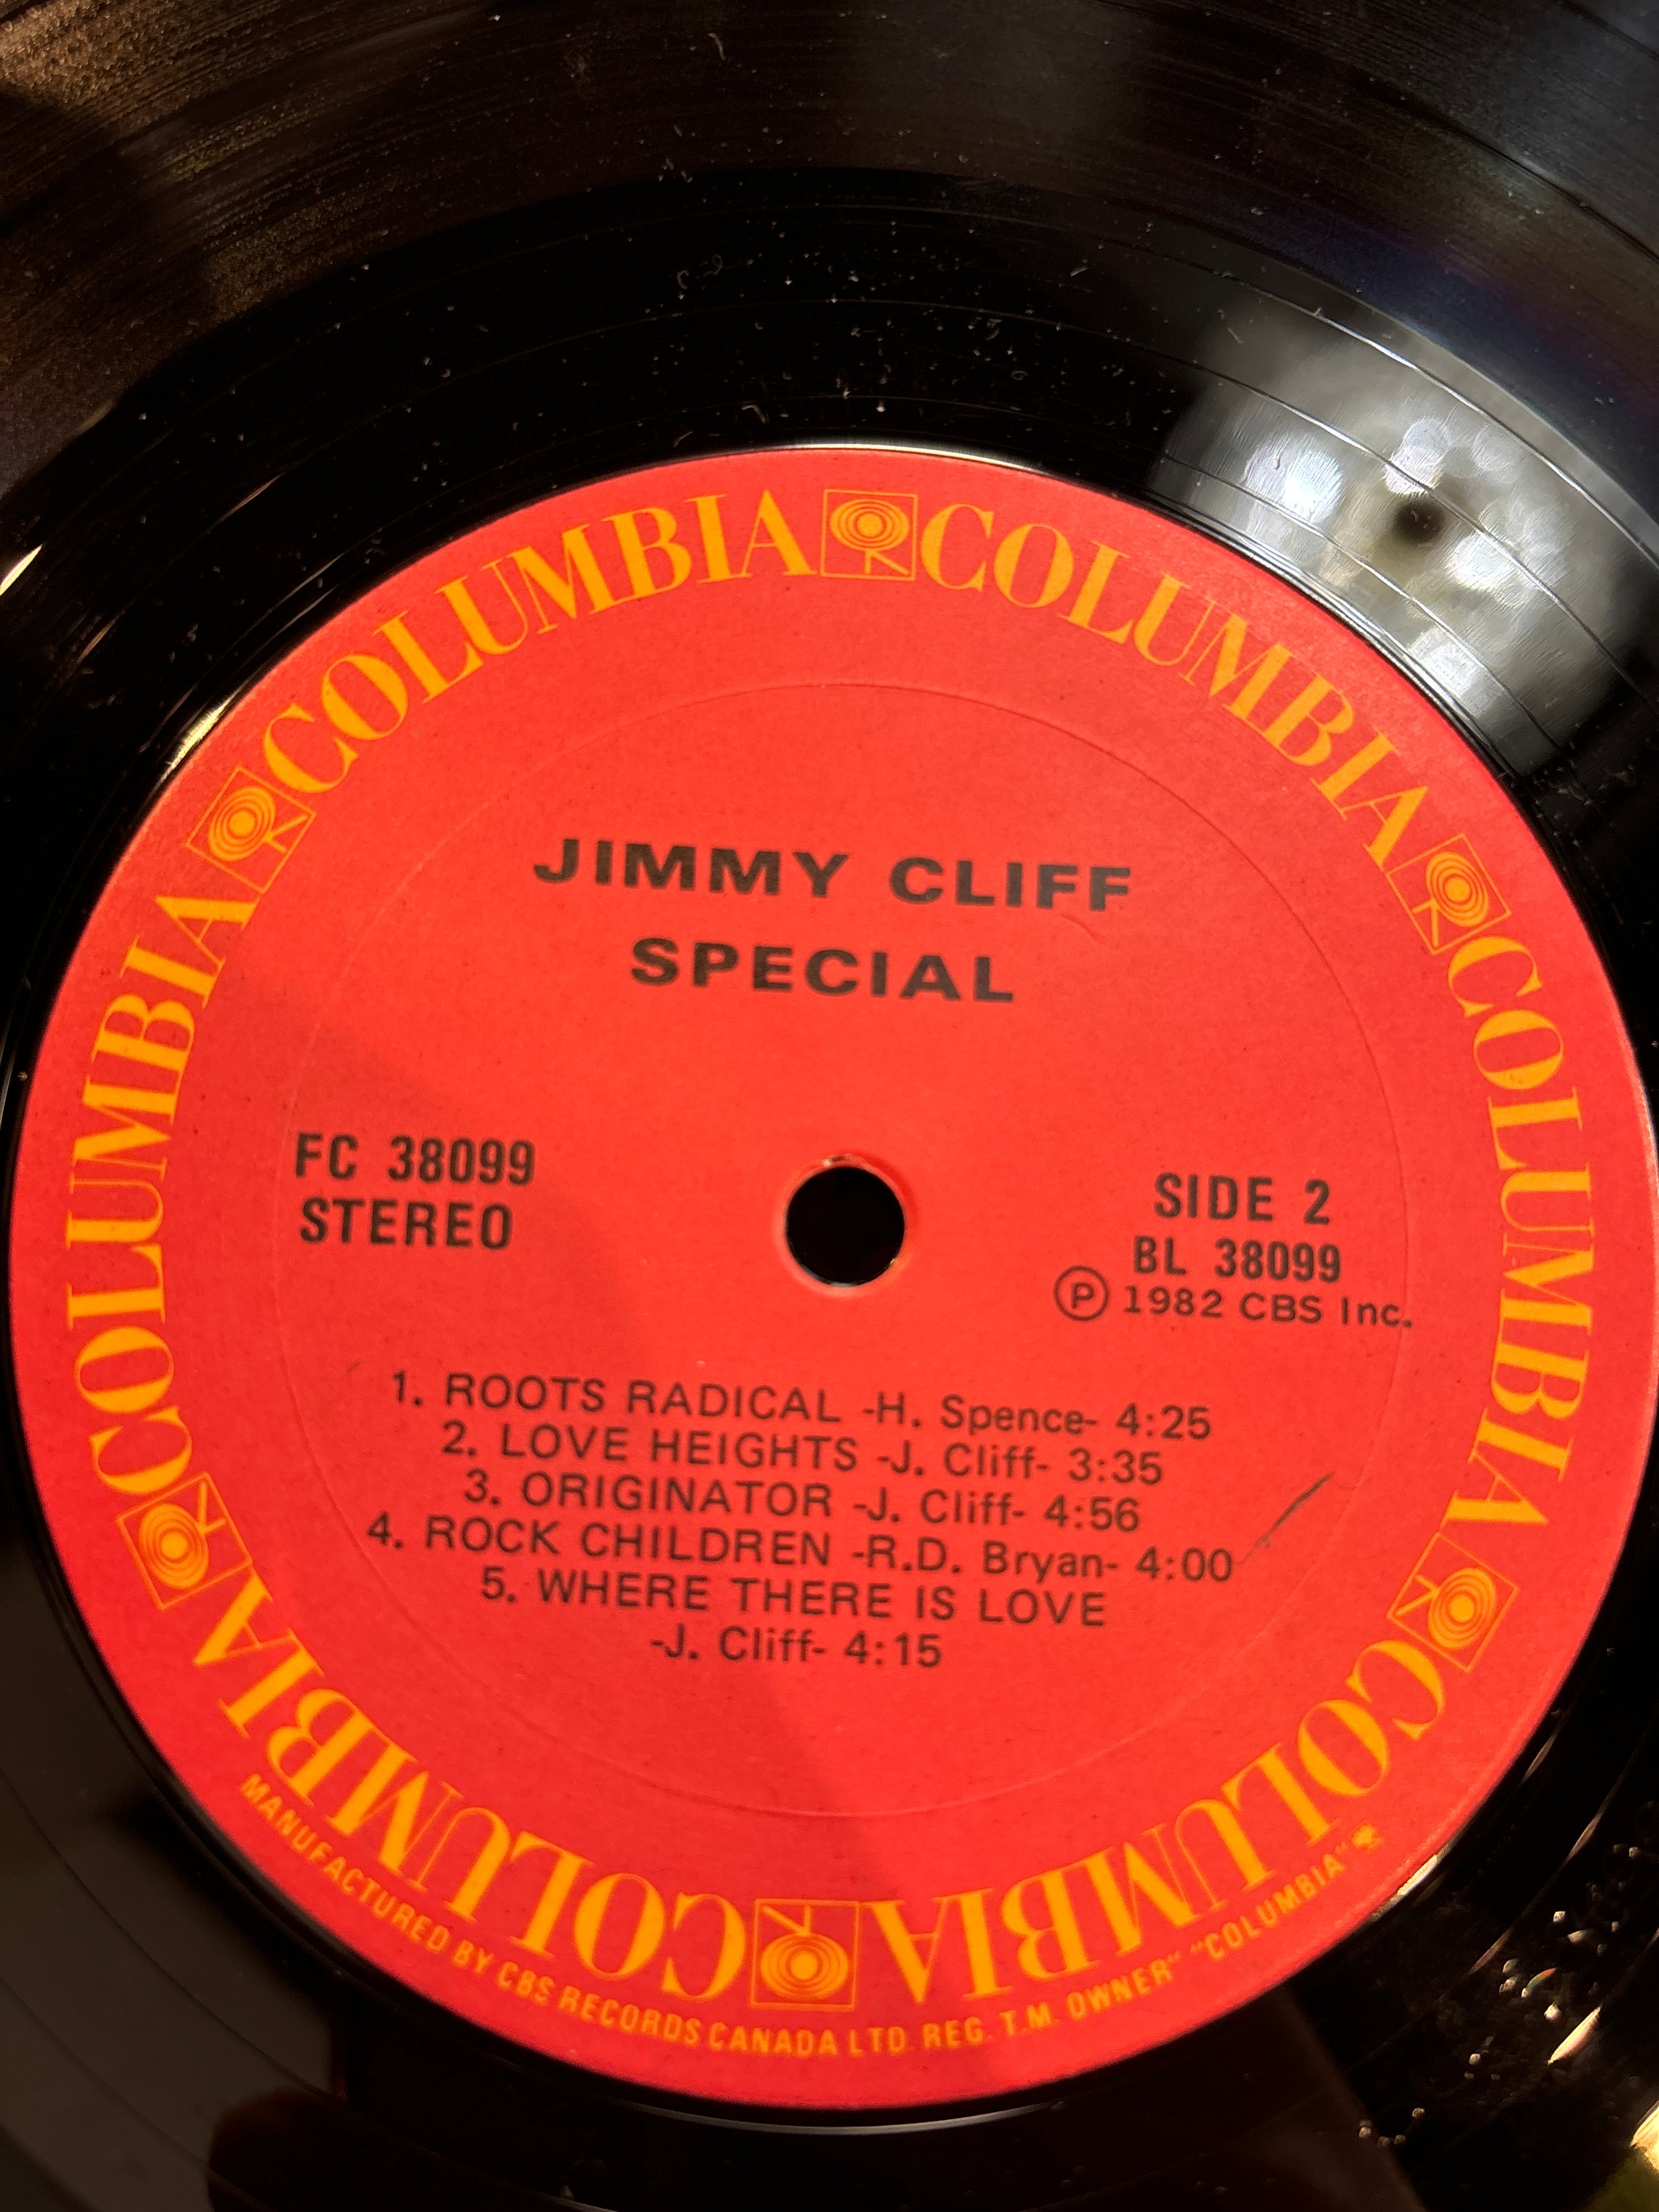 COLUMBIA COLUMBIA COLUMBIA COLUMBIA COLUMBIA COLUMBIA
JIMMY CLIFF
SPECIAL
FC 38099
STEREO
SIDE 2
BL 38099
Ⓟ 1982 CBS Inc.
1. ROOTS RADICAL -H. Spence- 4:25
2. LOVE HEIGHTS -J. Cliff- 3:35
3. ORIGINATOR -J. Cliff- 4:56
4. ROCK CHILDREN -R.D. Bryan- 4:00
5. WHERE THERE IS LOVE
-J. Cliff- 4:15
MANUFACTURED BY CBS RECORDS CANADA LTD. REG. T.M. OWNER" "COLUMBIA"